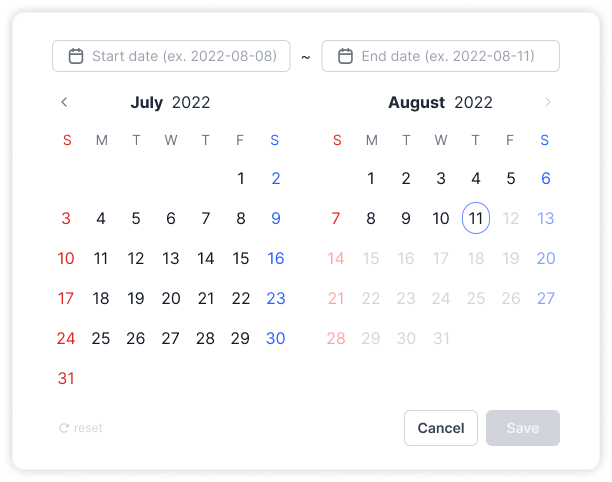 Start date (ex. 2022-08-08) ~ End date (ex. 2022-08-11)
July 2022
S M T W T F S
1 2
3 4 5 6 7 8 9
10 11 12 13 14 15 16
17 18 19 20 21 22 23
24 25 26 27 28 29 30
31
August 2022
S M T W T F S
1 2 3 4 5 6
7 8 9 10 11 12 13
14 15 16 17 18 19 20
21 22 23 24 25 26 27
28 29 30 31
reset
Cancel
Save